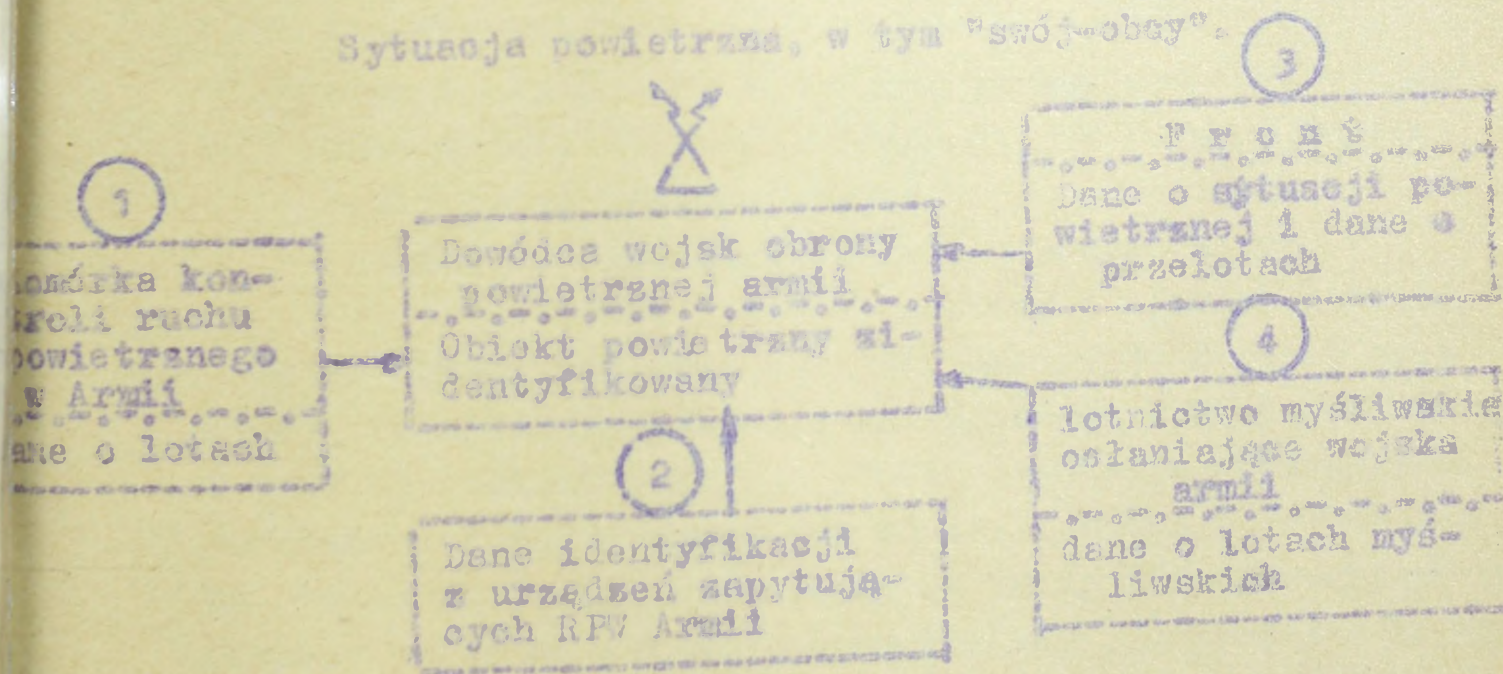 Sytuacja powietrzna, w tym "swój-obcy".
1
komórka kon-
troli ruchu
powietrznego
w Armii
ane o lotach
Dowódca wojsk obrony
powietrznej armii
Obiekt powietrzny zi-
dentyfikowany
2
Dane identyfikacji
z urządzeń zapytują-
cych RPW Armii
3
Front
Dane o sytuacji po-
wietrznej i dane o
przelotach
4
lotnictwo myśliwskie
osłaniające wojska
armii
dane o lotach myś-
liwskich